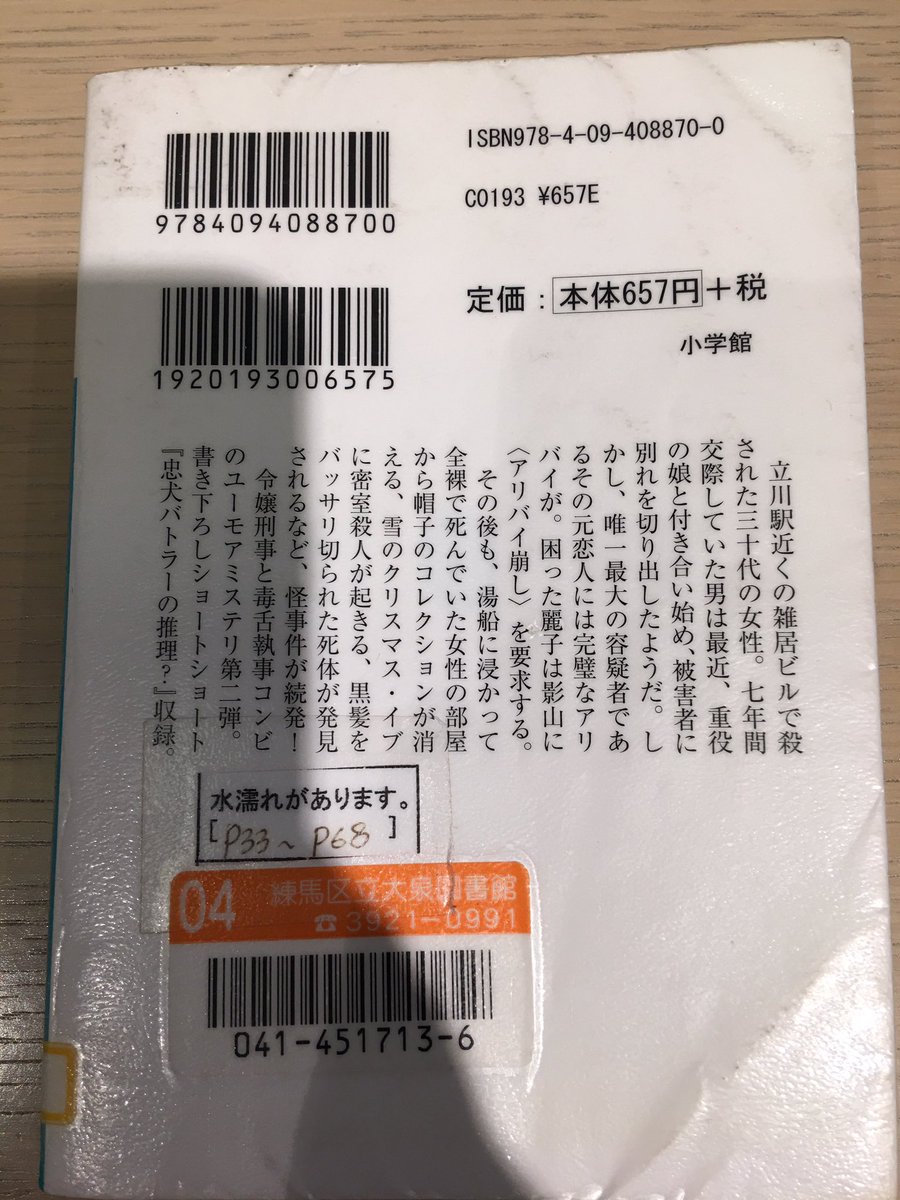 ISBN978-4-09-408870-0
9784094088700
C0193 ¥657E
1920193006575
定価：本体657円＋税
小学館
立川駅近くの雑居ビルで殺
された三十代の女性。七年間
交際していた男は最近、重役
の娘と付き合い始め、被害者に
別れを切り出したようだ。し
かし、唯一最大の容疑者であ
るその元恋人には完璧なアリ
バイが。困った麗子は影山に
〈アリバイ崩し〉を要求する。
その後も、湯船に浸かって
全裸で死んでいた女性の部屋
から帽子のコレクションが消
える、雪のクリスマス・イブ
に密室殺人が起きる、黒髪を
バッサリ切られた死体が発見
されるなど、怪事件が続発！
令嬢刑事と毒舌執事コンビ
のユーモアミステリ第二弾。
書き下ろしショートショート
『忠犬バトラーの推理？』収録。
水濡れがあります。
[P33～P68]
04 練馬区立大泉図書館
☎3921-0991
041-451713-6